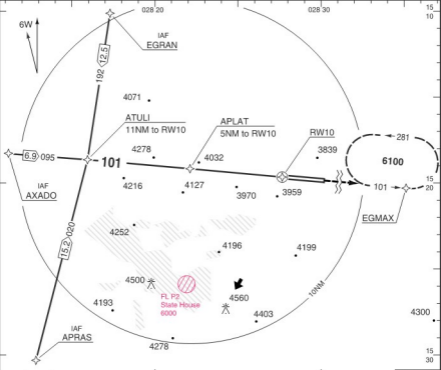 028 20
028 30
15
10
6W
IAF
EGRAN
192
12.5
4071
ATULI
11NM to RW10
APLAT
5NM to RW10
RW10
3839
281
6100
101
EGMAX
15
20
6.9
095
101
4278
4032
IAF
AXADO
4216
4127
3970
3959
4252
15.2
020
4196
4199
4500
FL P2
State House
6000
4560
10NM
4193
4403
4300
4278
IAF
APRAS
15
30